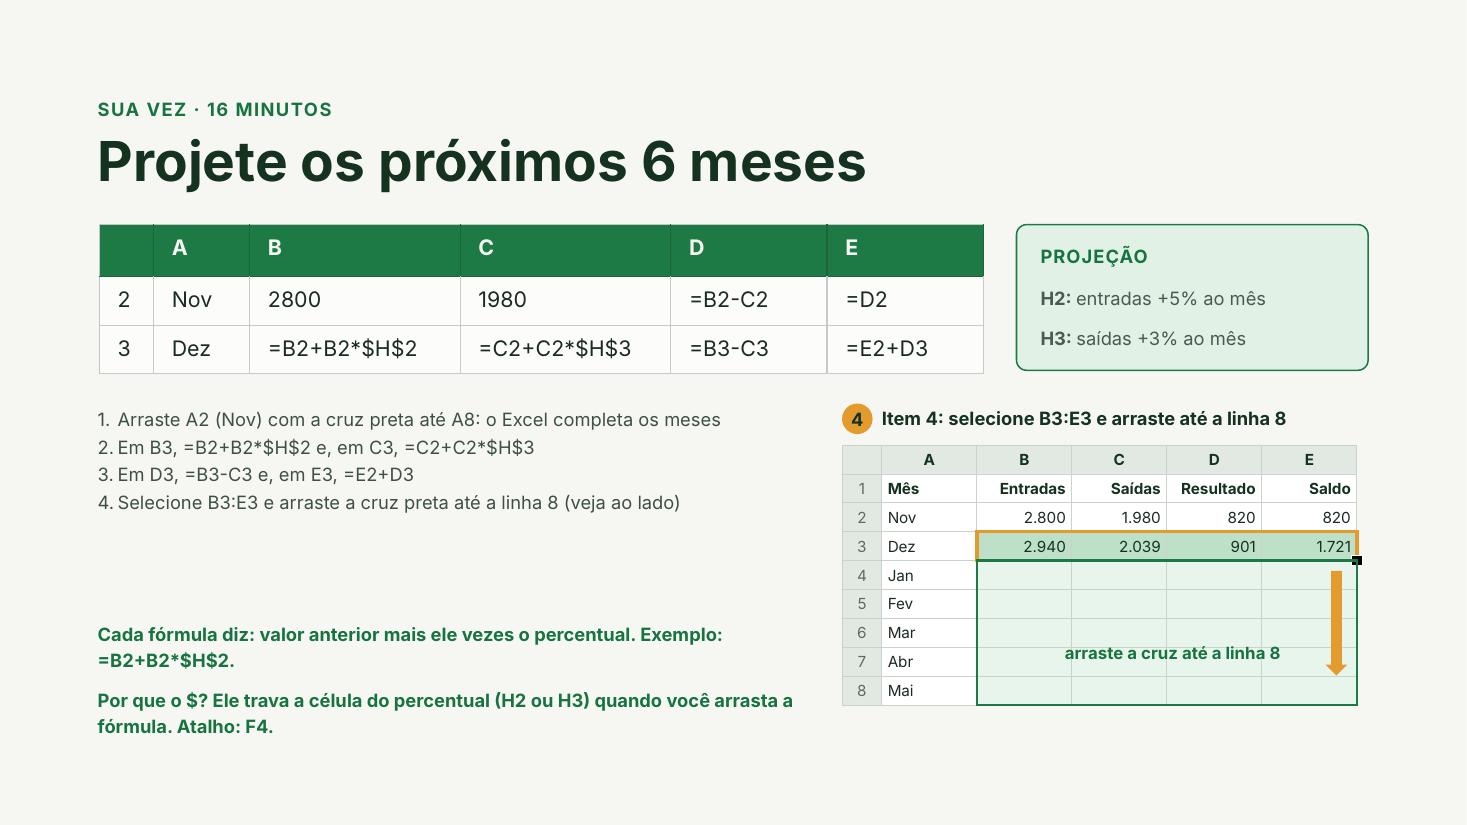 SUA VEZ · 16 MINUTOS
Projete os próximos 6 meses
A B C D E
2 Nov 2800 1980 =B2-C2 =D2
3 Dez =B2+B2*$H$2 =C2+C2*$H$3 =B3-C3 =E2+D3
PROJEÇÃO
H2: entradas +5% ao mês
H3: saídas +3% ao mês
1. Arraste A2 (Nov) com a cruz preta até A8: o Excel completa os meses
2. Em B3, =B2+B2*$H$2 e, em C3, =C2+C2*$H$3
3. Em D3, =B3-C3 e, em E3, =E2+D3
4. Selecione B3:E3 e arraste a cruz preta até a linha 8 (veja ao lado)
Cada fórmula diz: valor anterior mais ele vezes o percentual. Exemplo:
=B2+B2*$H$2.
Por que o $? Ele trava a célula do percentual (H2 ou H3) quando você arrasta a
fórmula. Atalho: F4.
4 Item 4: selecione B3:E3 e arraste até a linha 8
A B C D E
1 Mês Entradas Saídas Resultado Saldo
2 Nov 2.800 1.980 820 820
3 Dez 2.940 2.039 901 1.721
4 Jan
5 Fev
6 Mar
7 Abr
arraste a cruz até a linha 8
8 Mai